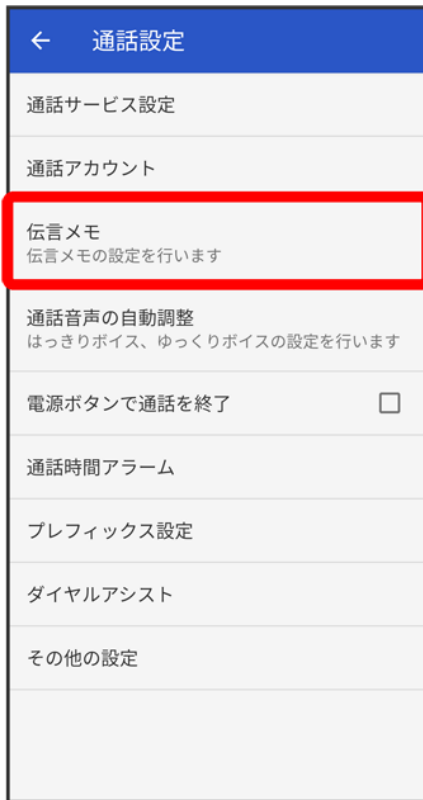 通話設定
通話サービス設定
通話アカウント
伝言メモ
伝言メモの設定を行います
通話音声の自動調整
はっきりボイス、ゆっくりボイスの設定を行います
電源ボタンで通話を終了
通話時間アラーム
プレフィックス設定
ダイヤルアシスト
その他の設定